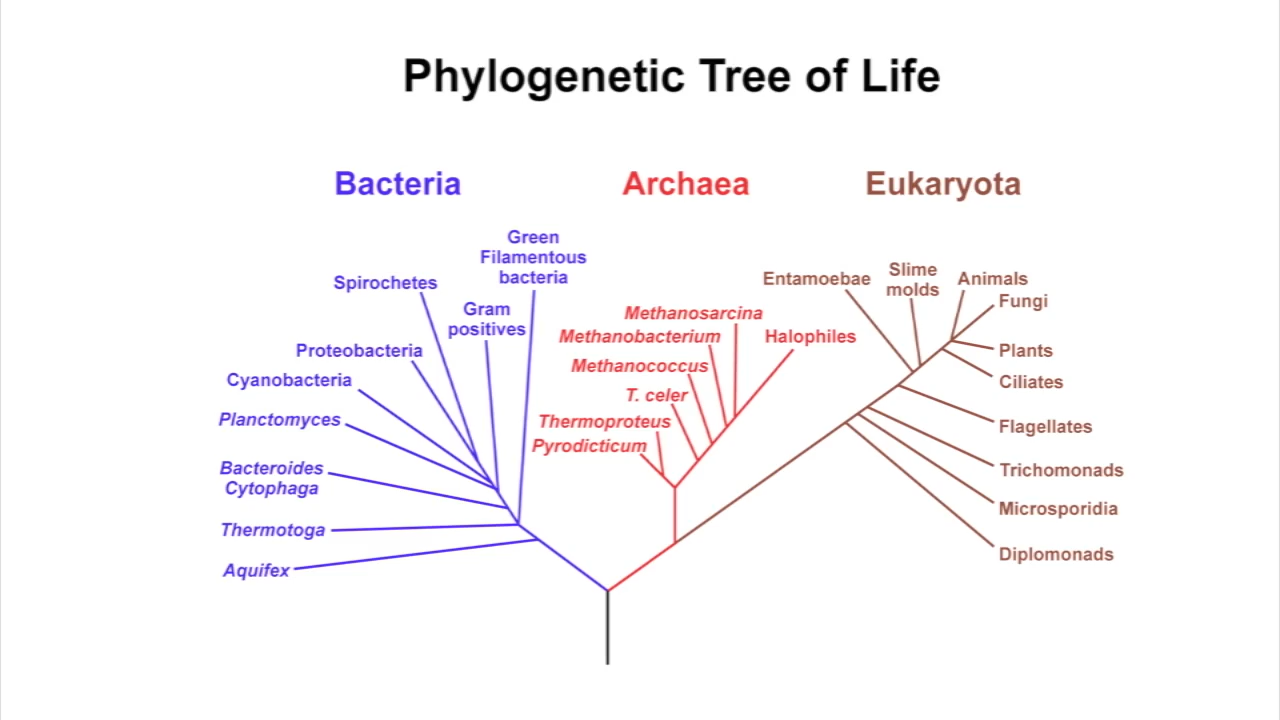 Phylogenetic Tree of Life
Bacteria
Archaea
Eukaryota
Green
Filamentous
bacteria
Spirochetes
Gram
positives
Proteobacteria
Cyanobacteria
Planctomyces
Bacteroides
Cytophaga
Thermotoga
Aquifex
Methanosarcina
Methanobacterium
Halophiles
Methanococcus
T. celer
Thermoproteus
Pyrodicticum
Entamoebae
Slime
molds
Animals
Fungi
Plants
Ciliates
Flagellates
Trichomonads
Microsporidia
Diplomonads